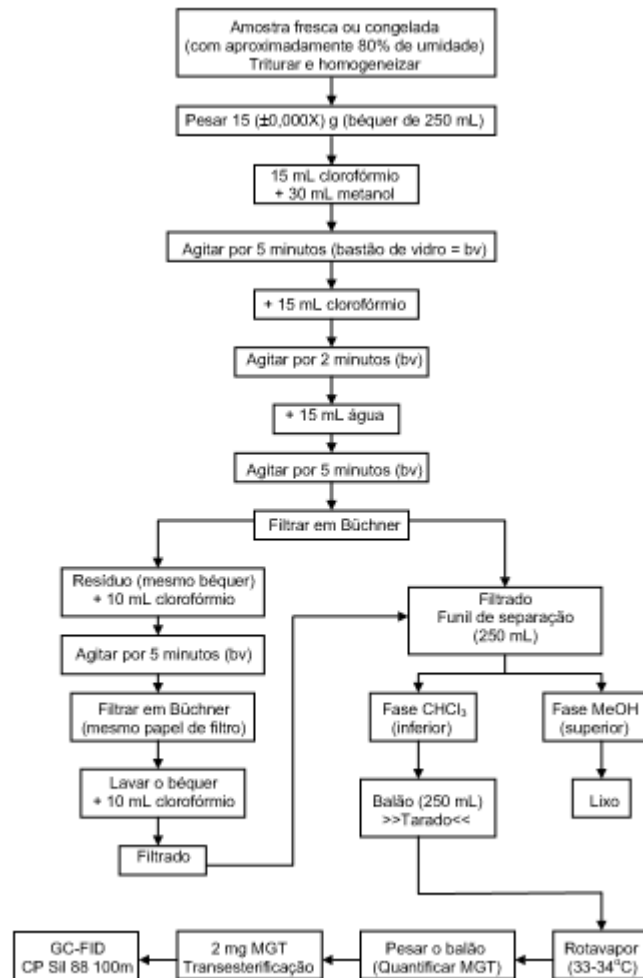 Amostra fresca ou congelada
(com aproximadamente 80% de umidade)
Triturar e homogeneizar
Pesar 15 (±0,000X) g (béquer de 250 mL)
15 mL clorofórmio
+ 30 mL metanol
Agitar por 5 minutos (bastão de vidro = bv)
+ 15 mL clorofórmio
Agitar por 2 minutos (bv)
+ 15 mL água
Agitar por 5 minutos (bv)
Filtrar em Büchner
Resíduo (mesmo béquer)
+ 10 mL clorofórmio
Agitar por 5 minutos (bv)
Filtrar em Büchner
(mesmo papel de filtro)
Lavar o béquer
+ 10 mL clorofórmio
Filtrado
Filtrado
Funil de separação
(250 mL)
Fase CHCl₃
(inferior)
Fase MeOH
(superior)
Balão (250 mL)
>>Tarado<<
Lixo
Rotavapor
(33-34°C)
Pesar o balão
(Quantificar MGT)
2 mg MGT
Transesterificação
GC-FID
CP Sil 88 100m